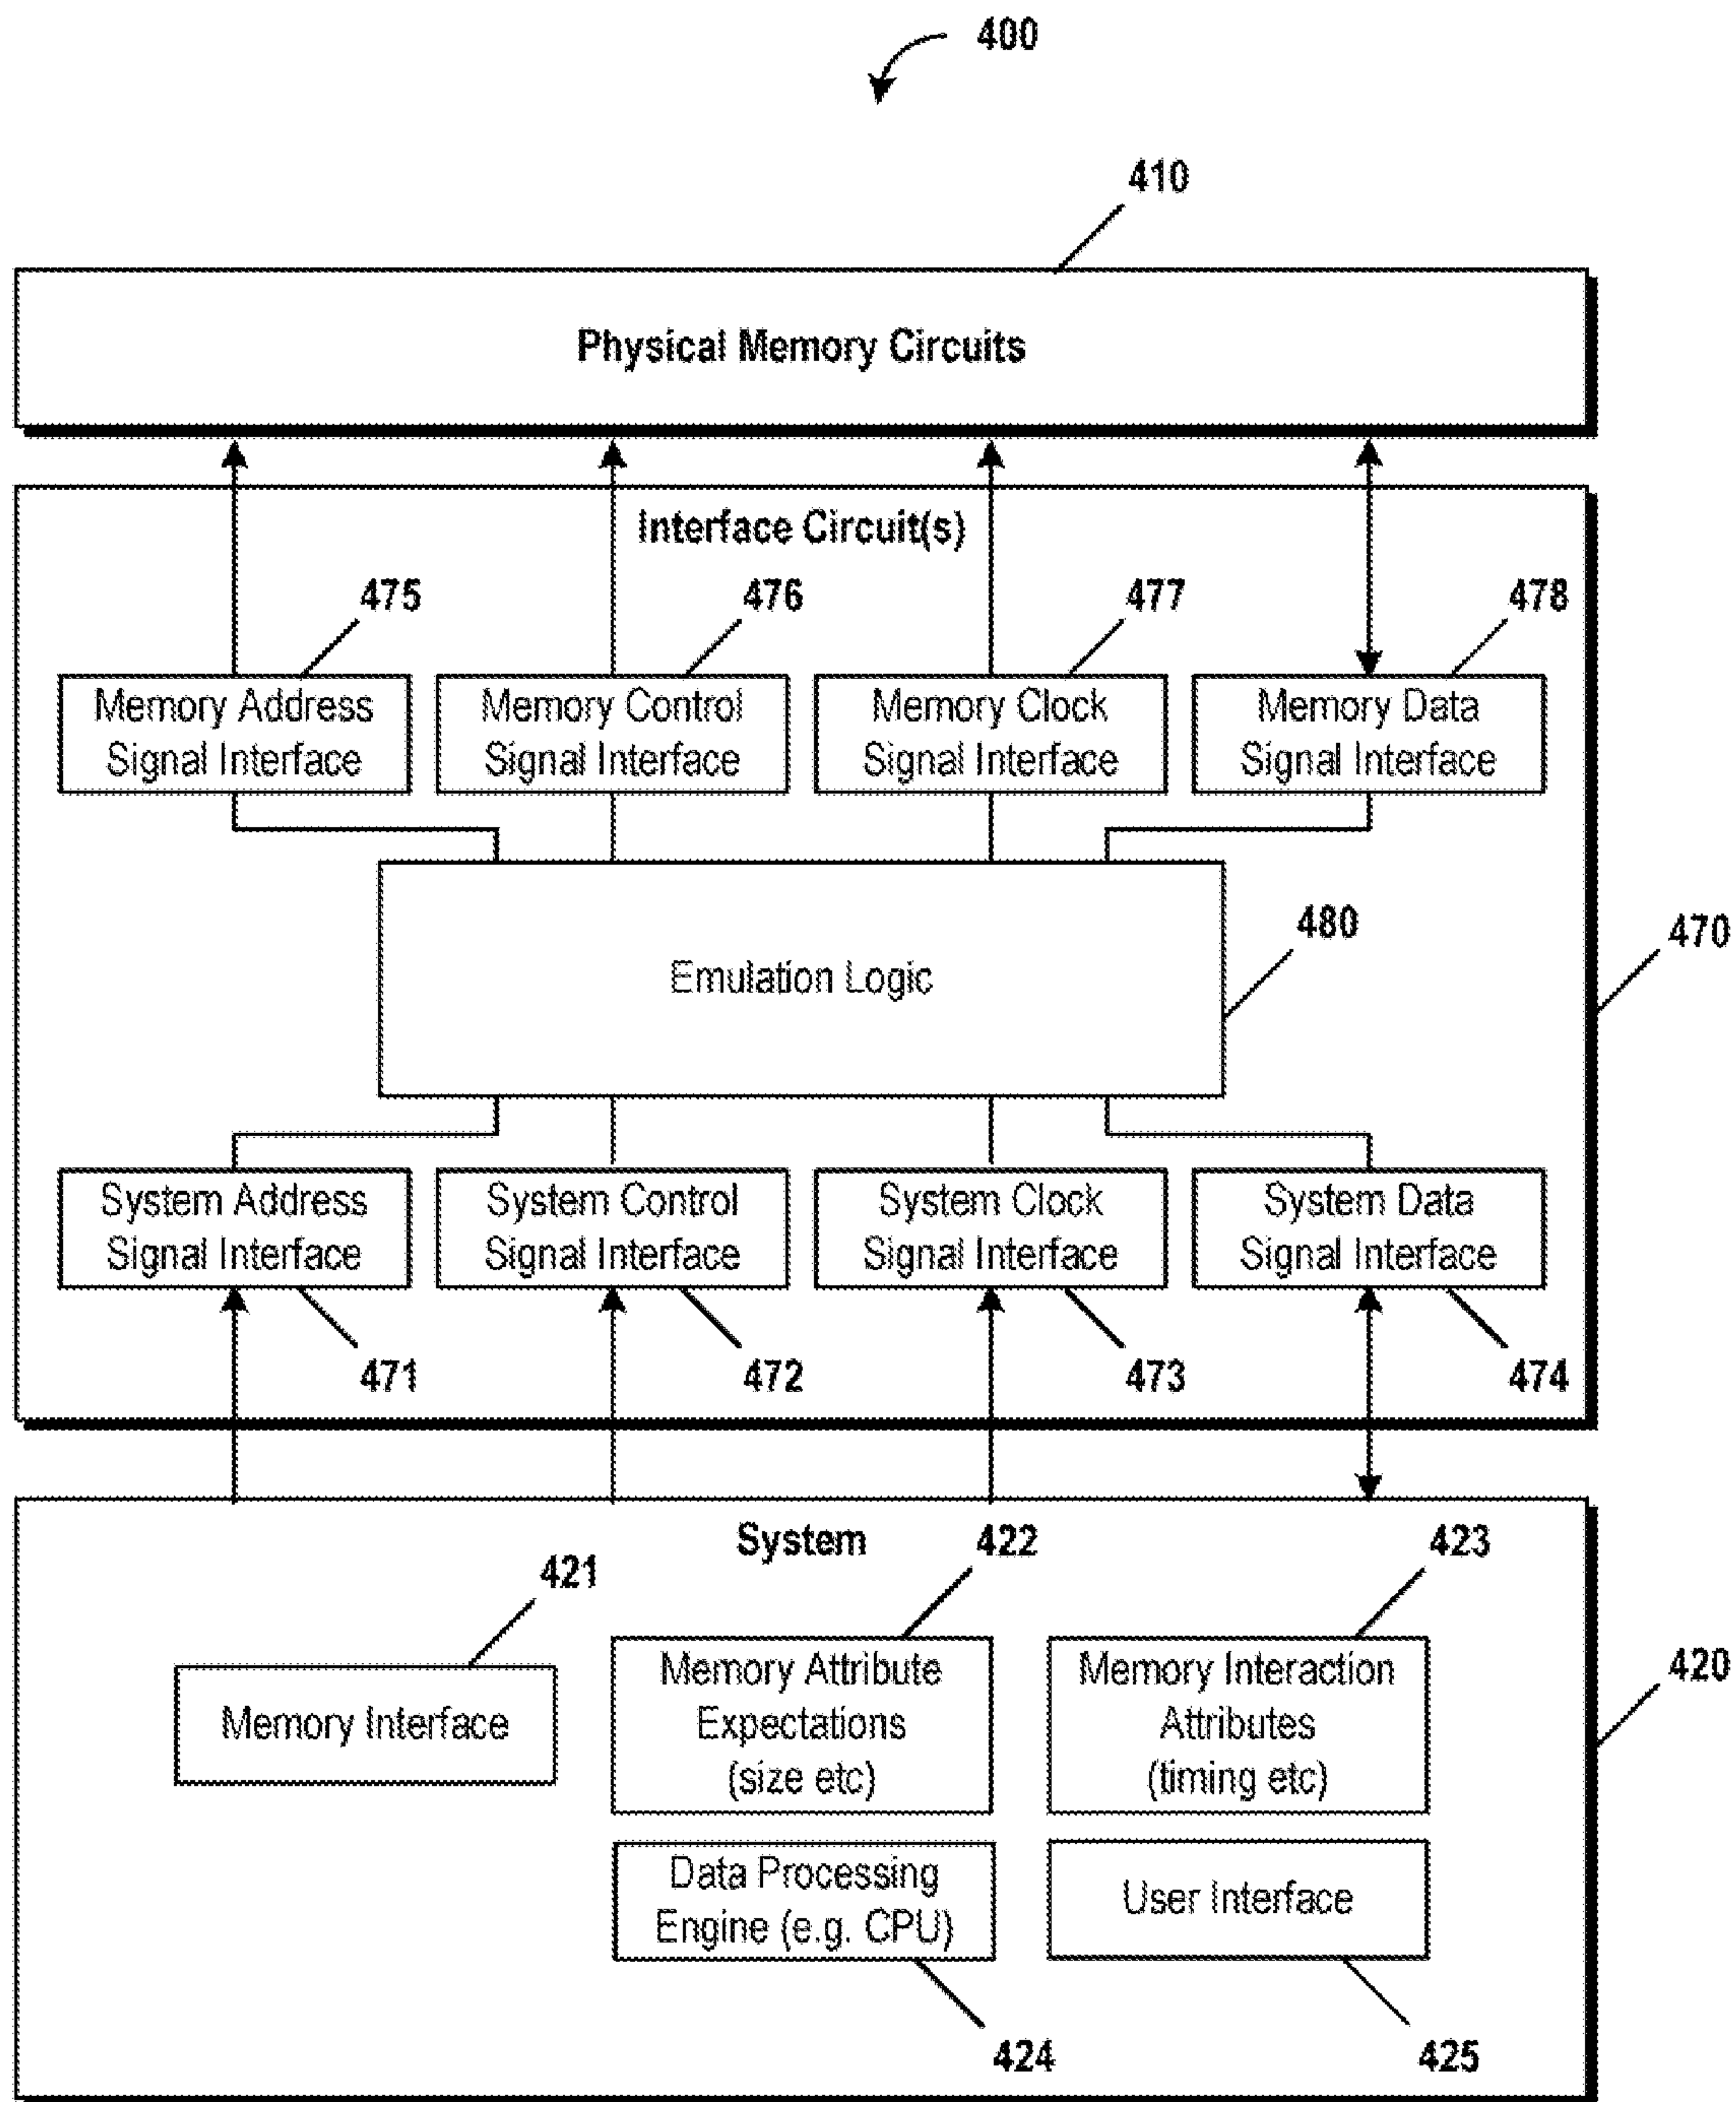 400
410
Physical Memory Circuits
Interface Circuit(s)
475
476
477
478
Memory Address
Signal Interface
Memory Control
Signal Interface
Memory Clock
Signal Interface
Memory Data
Signal Interface
480
470
Emulation Logic
System Address
Signal Interface
System Control
Signal Interface
System Clock
Signal Interface
System Data
Signal Interface
471
472
473
474
System
421
422
423
420
Memory Interface
Memory Attribute
Expectations
(size etc)
Memory Interaction
Attributes
(timing etc)
Data Processing
Engine (e.g. CPU)
User Interface
424
425